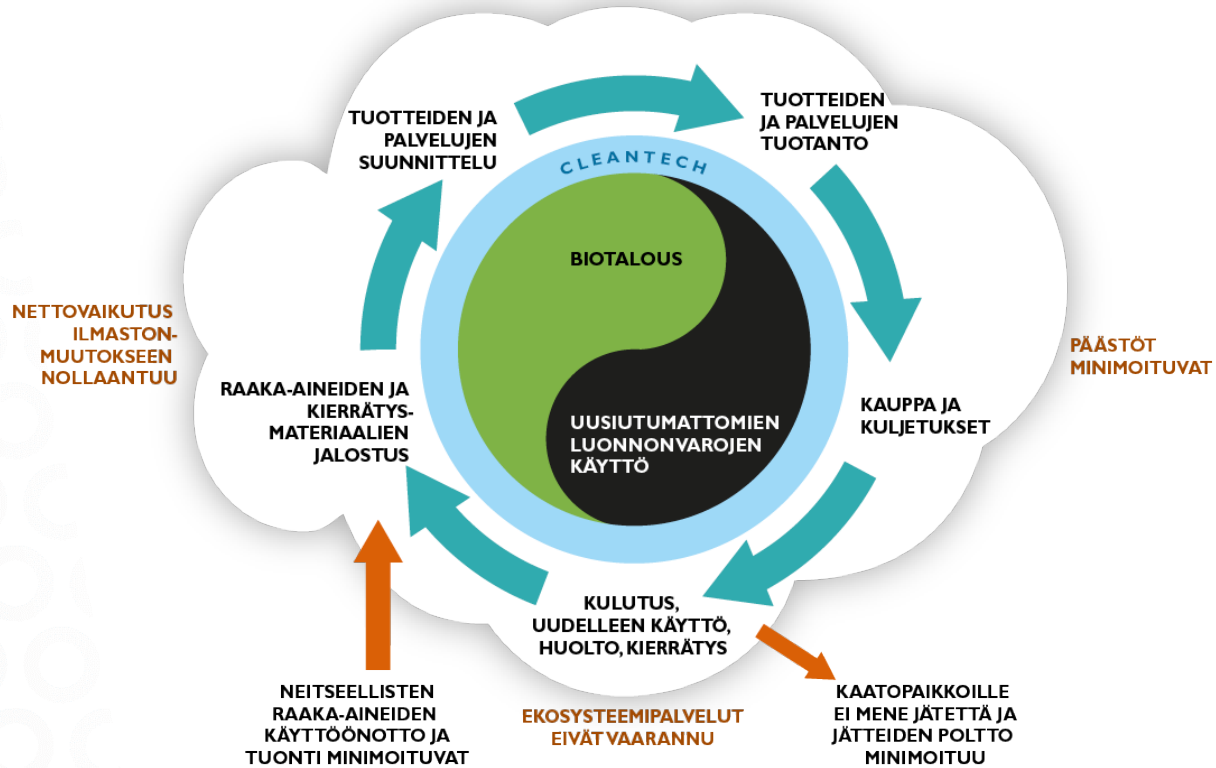 TUOTTEIDEN JA
PALVELUJEN
SUUNNITTELU
TUOTTEIDEN
JA PALVELUJEN
TUOTANTO
CLEANTECH
BIOTALOUS
UUSIUTUMATTOMIEN
LUONNONVAROJEN
KÄYTTÖ
NETTOVAIKUTUS
ILMASTON-
MUUTOKSEEN
NOLLAANTUU
PÄÄSTÖT
MINIMOITUVAT
RAAKA-AINEIDEN JA
KIERRÄTYS-
MATERIAALIEN
JALOSTUS
KAUPPA JA
KULJETUKSET
KULUTUS,
UUDELLEEN KÄYTTÖ,
HUOLTO, KIERRÄTYS
NEITSEELLISTEN
RAAKA-AINEIDEN
KÄYTTÖÖNOTTO JA
TUONTI MINIMOITUVAT
EKOSYSTEEMIPALVELUT
EIVÄT VAARANNU
KAATOPAIKKOILLE
EI MENE JÄTETTÄ JA
JÄTTEIDEN POLTTO
MINIMOITUU